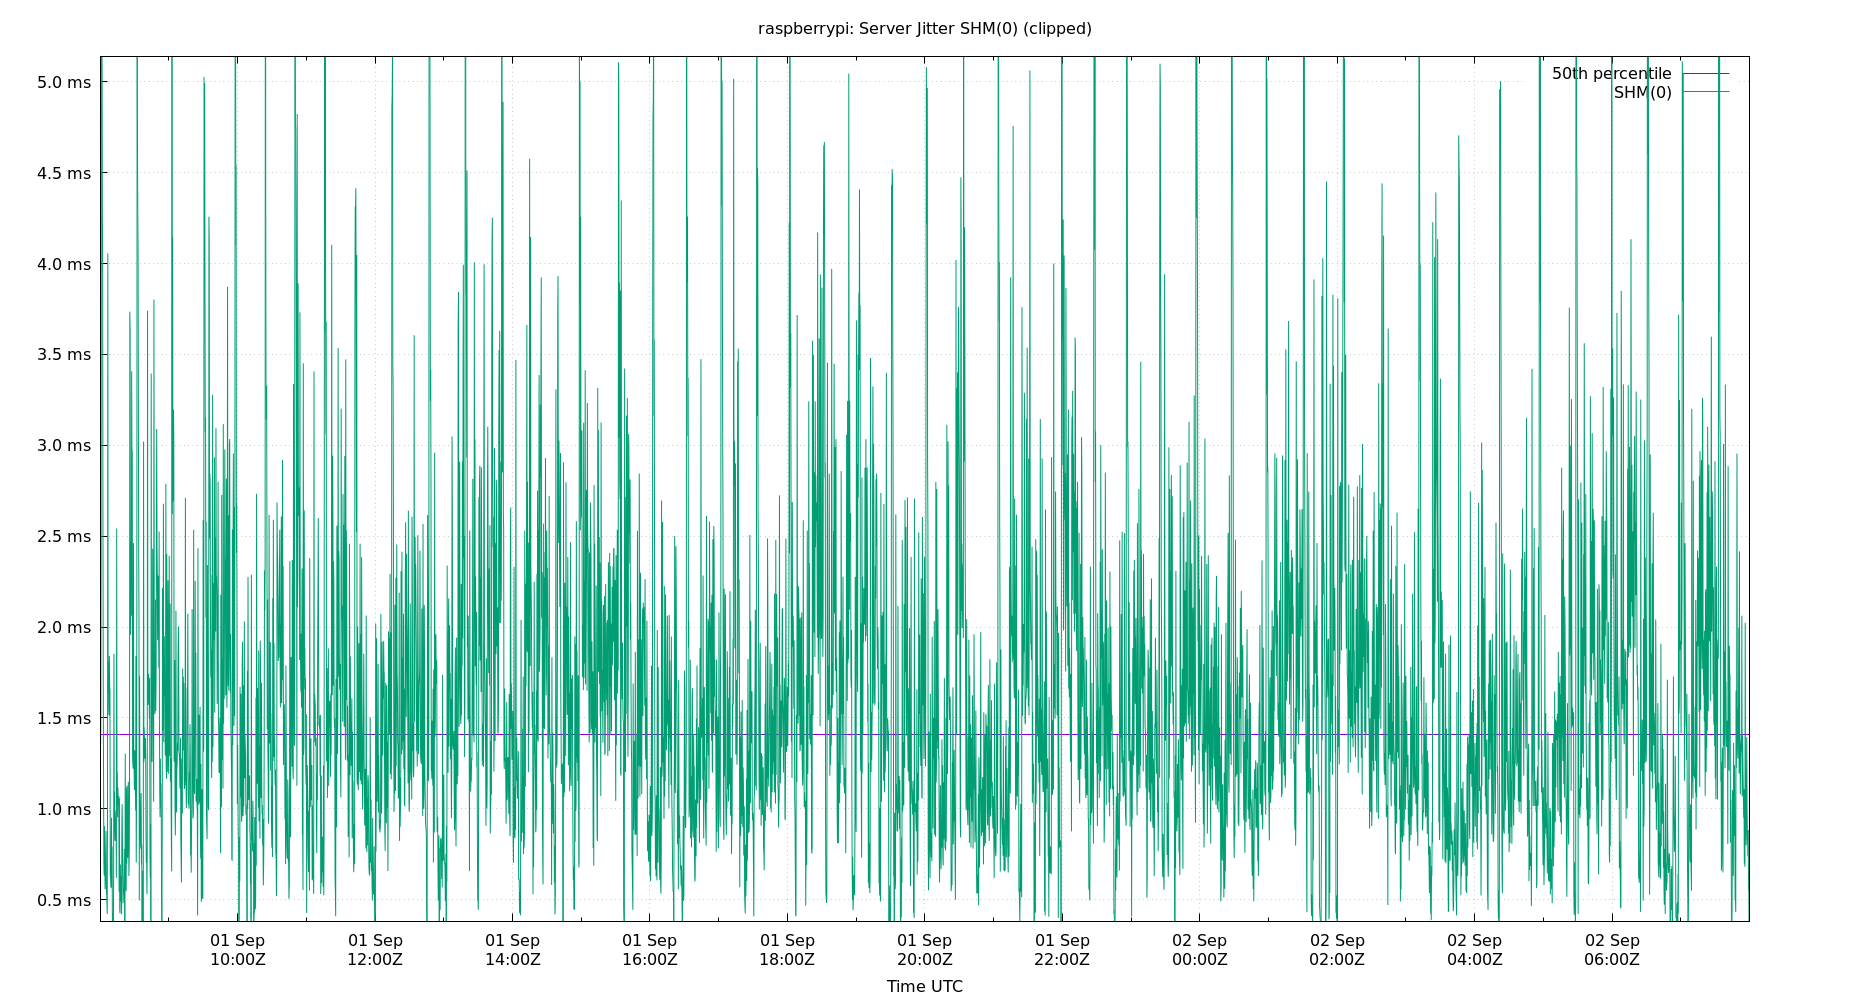 raspberrypi: Server Jitter SHM(0) (clipped)
5.0 ms
4.5 ms
4.0 ms
3.5 ms
3.0 ms
2.5 ms
2.0 ms
1.5 ms
1.0 ms
0.5 ms
50th percentile
SHM(0)
01 Sep 01 Sep 01 Sep 01 Sep 01 Sep 01 Sep 01 Sep 02 Sep 02 Sep 02 Sep 02 Sep
10:00Z 12:00Z 14:00Z 16:00Z 18:00Z 20:00Z 22:00Z 00:00Z 02:00Z 04:00Z 06:00Z
Time UTC